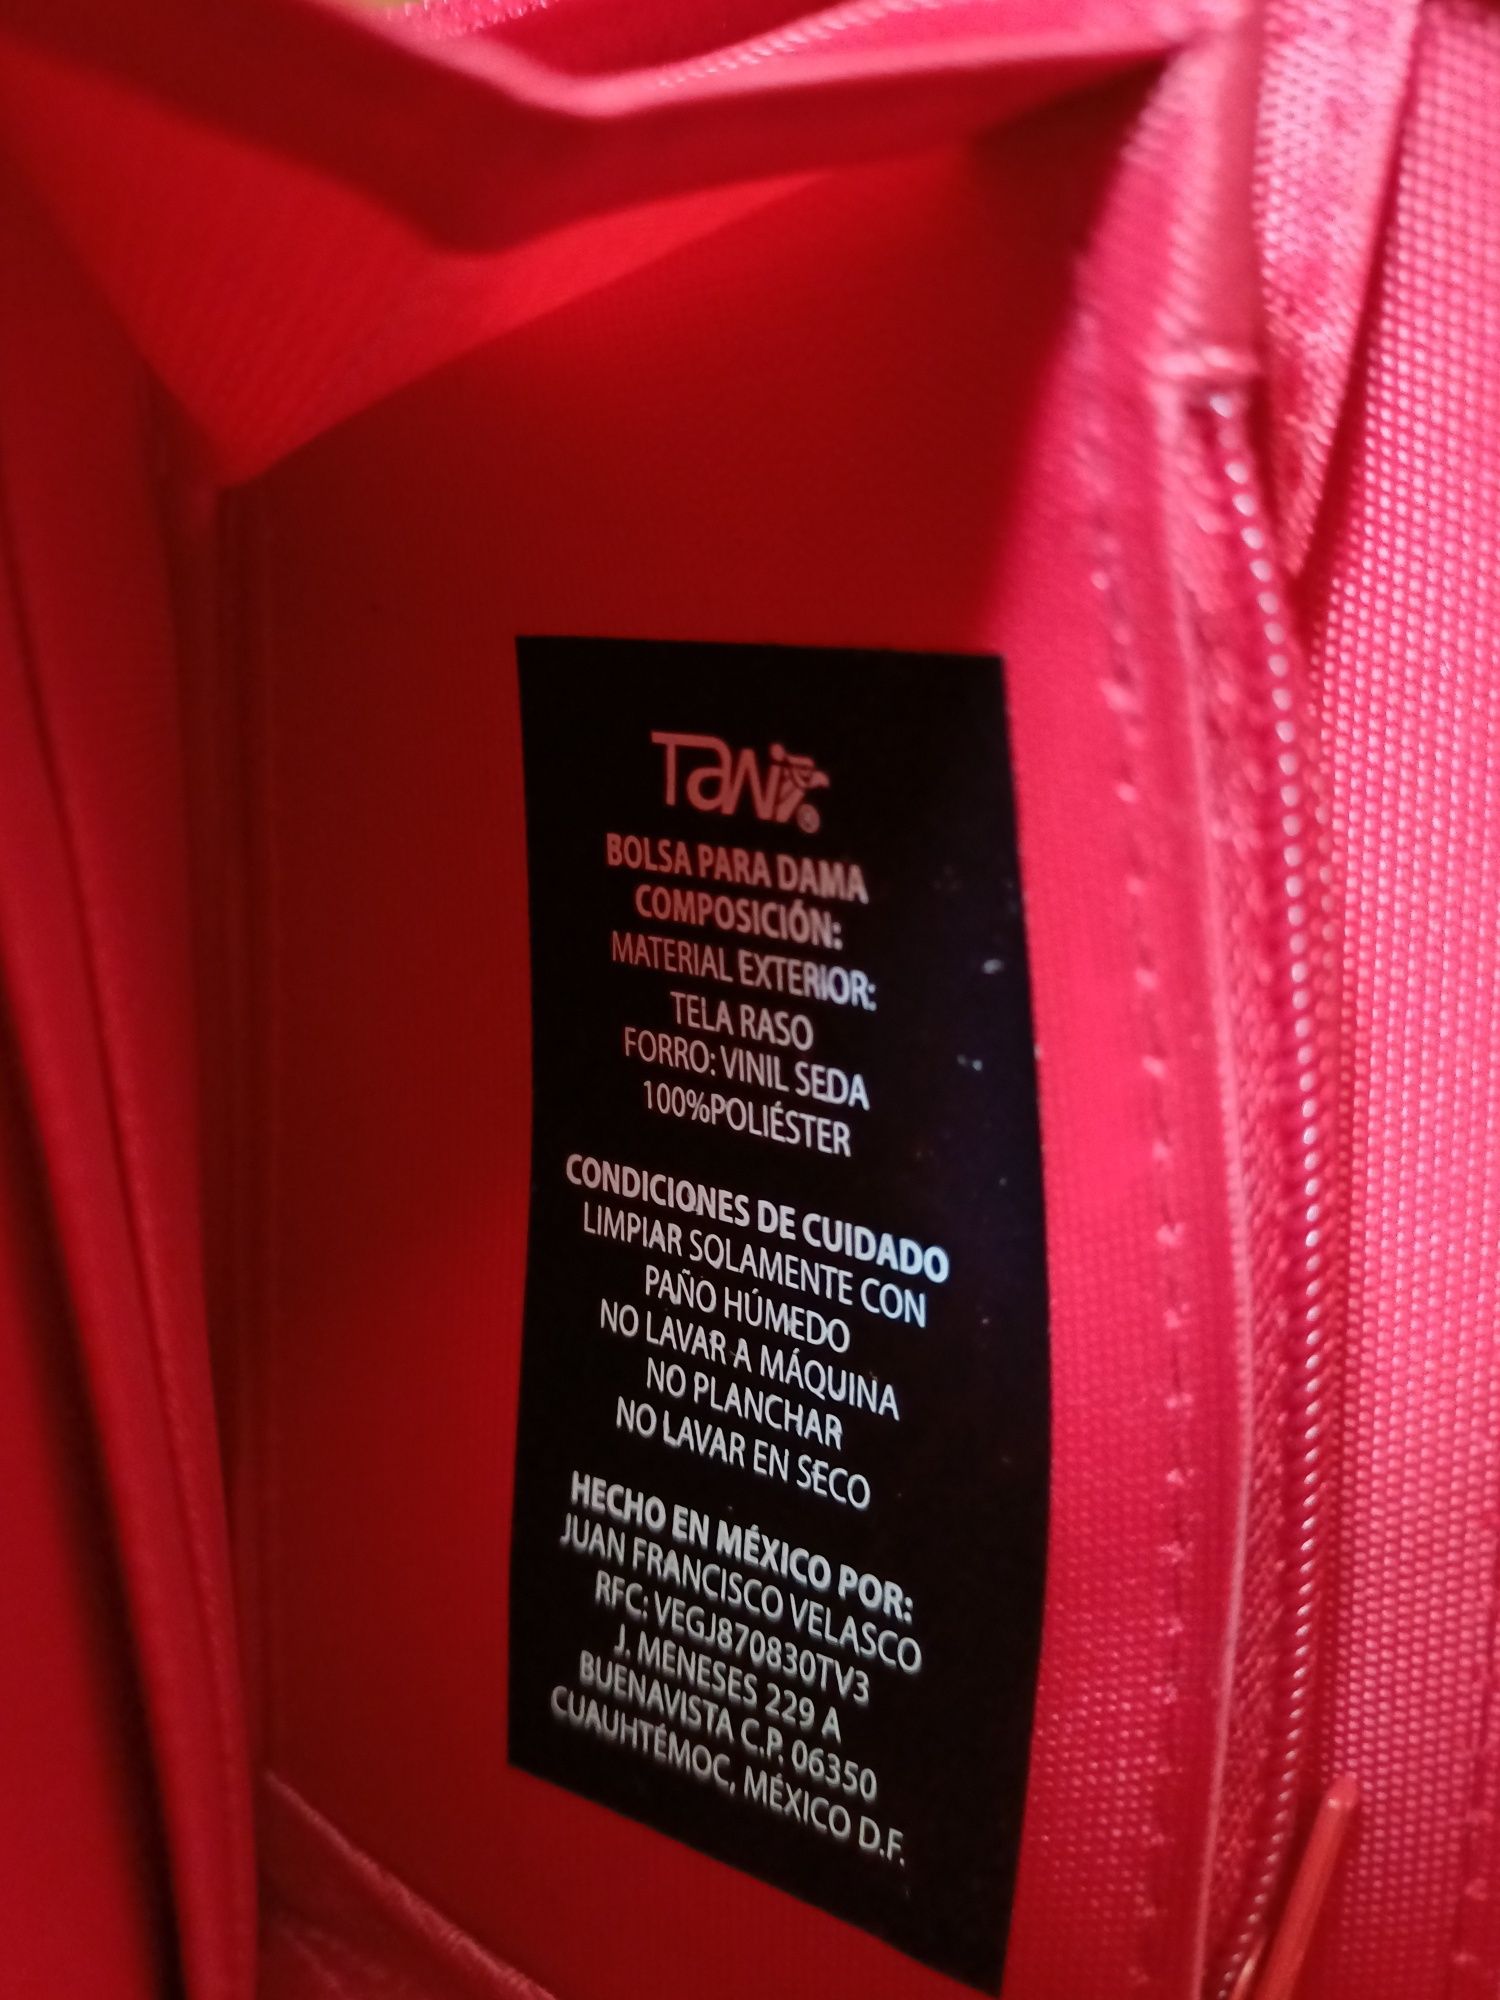 Tani®
BOLSA PARA DAMA
COMPOSICIÓN:
MATERIAL EXTERIOR:
TELA RASO
FORRO: VINIL SEDA
100%POLIÉSTER
CONDICIONES DE CUIDADO
LIMPIAR SOLAMENTE CON
PAÑO HÚMEDO
NO LAVAR A MÁQUINA
NO PLANCHAR
NO LAVAR EN SECO
HECHO EN MÉXICO POR:
JUAN FRANCISCO VELASCO
RFC: VEGJ870830TV3
J. MENESES 229 A
BUENAVISTA C.P. 06350
CUAUHTÉMOC, MÉXICO D.F.